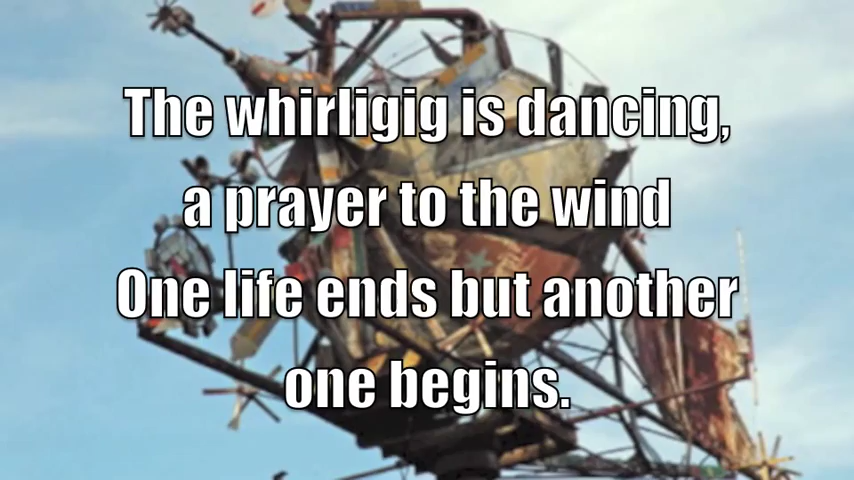 The whirligig is dancing,
a prayer to the wind
One life ends but another
one begins.